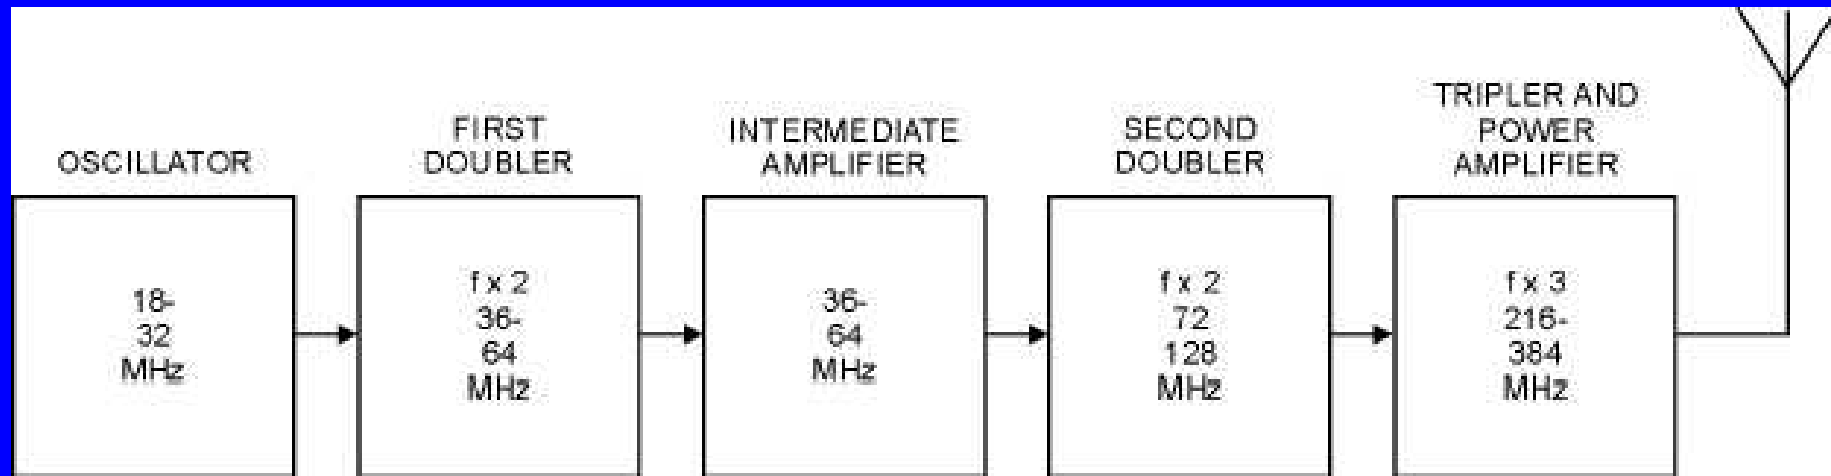 OSCILLATOR
18-
32
MHz
FIRST
DOUBLER
f x 2
36-
64
MHz
INTERMEDIATE
AMPLIFIER
36-
64
MHz
SECOND
DOUBLER
f x 2
72
128
MHz
TRIPLER AND
POWER
AMPLIFIER
f x 3
216-
384
MHz